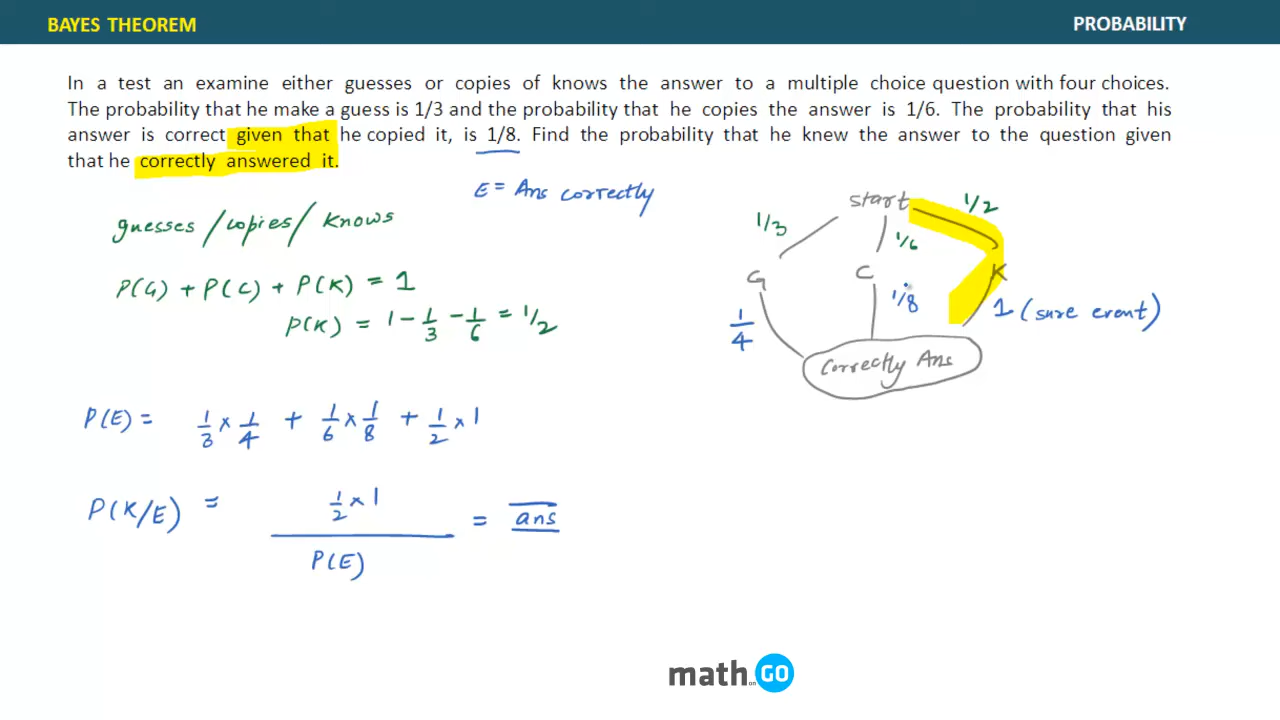 BAYES THEOREM
PROBABILITY
In a test an examine either guesses or copies of knows the answer to a multiple choice question with four choices.
The probability that he make a guess is 1/3 and the probability that he copies the answer is 1/6. The probability that his
answer is correct given that he copied it, is 1/8. Find the probability that he knew the answer to the question given
that he correctly answered it.
E = Ans correctly
guesses / copies / knows
P(G) + P(C) + P(K) = 1
P(K) = 1 - 1/3 - 1/6 = 1/2
start
1/3
1/6
1/2
G
C
K
1/4
1/8
1 (sure event)
Correctly Ans
P(E) = 1/3 × 1/4 + 1/6 × 1/8 + 1/2 × 1
P(K/E) = 1/2 × 1 / P(E) = ans
math on GO